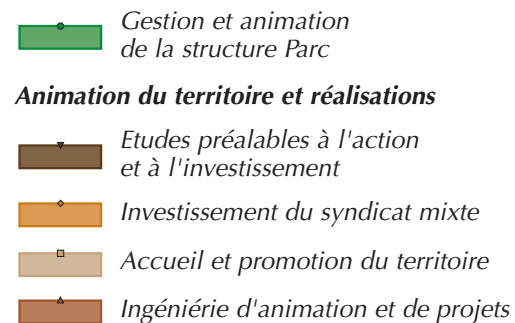 Gestion et animation
de la structure Parc
Animation du territoire et réalisations
Etudes préalables à l'action
et à l'investissement
Investissement du syndicat mixte
Accueil et promotion du territoire
Ingéniérie d'animation et de projets